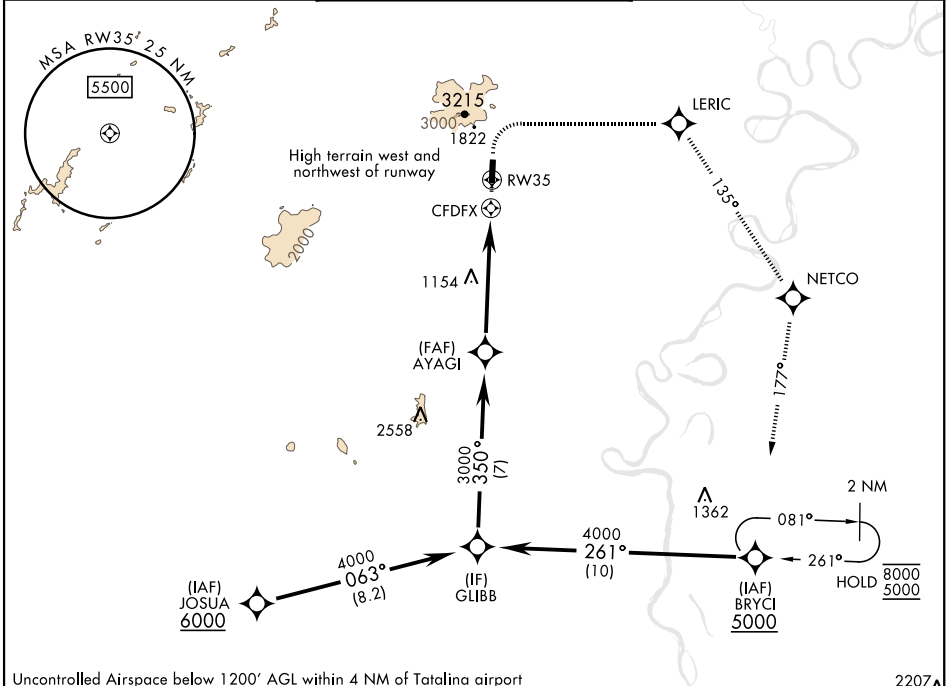 MSA RW35 25 NM
5500
3215
3000
1822
LERIC
High terrain west and
northwest of runway
RW35
CFDFX
135°
2000
1154
NETCO
(FAF)
AYAGI
177°
2558
3000
350°
(7)
1362
2 NM
081°
4000
261°
(10)
261°
HOLD
8000
5000
4000
063°
(8.2)
(IF)
GLIBB
(IAF)
JOSUA
6000
(IAF)
BRYCI
5000
Uncontrolled Airspace below 1200' AGL within 4 NM of Tatalina airport
2207